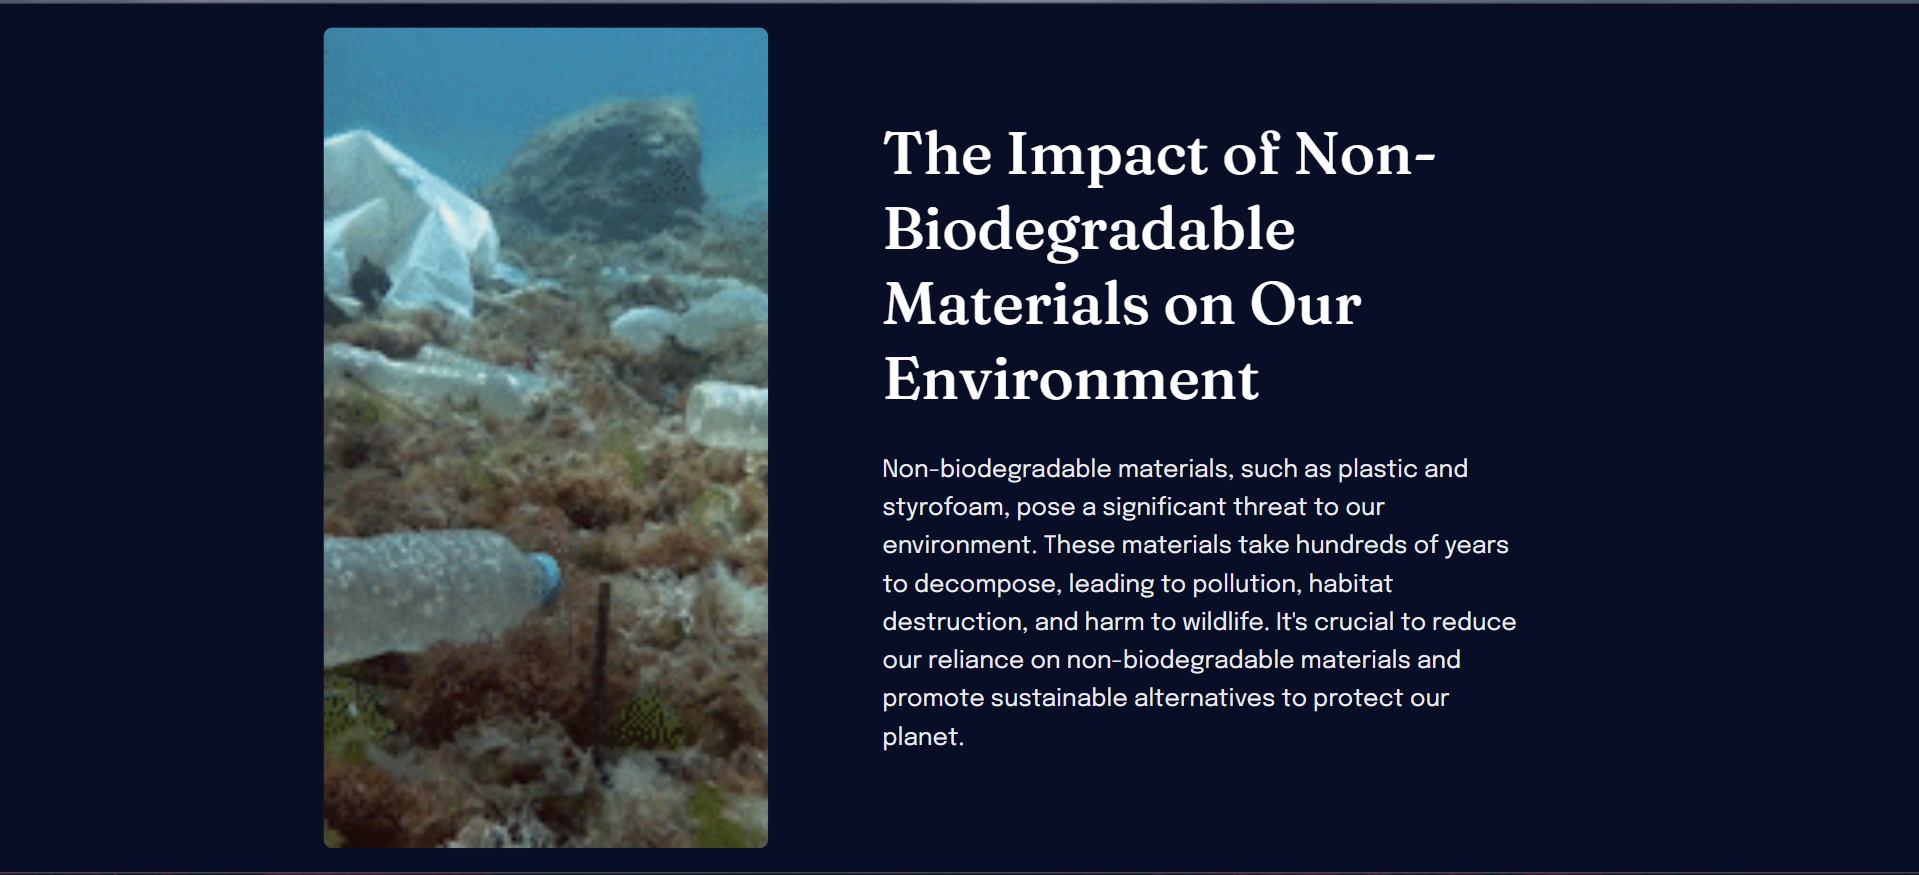 The Impact of Non-
Biodegradable
Materials on Our
Environment
Non-biodegradable materials, such as plastic and
styrofoam, pose a significant threat to our
environment. These materials take hundreds of years
to decompose, leading to pollution, habitat
destruction, and harm to wildlife. It's crucial to reduce
our reliance on non-biodegradable materials and
promote sustainable alternatives to protect our
planet.